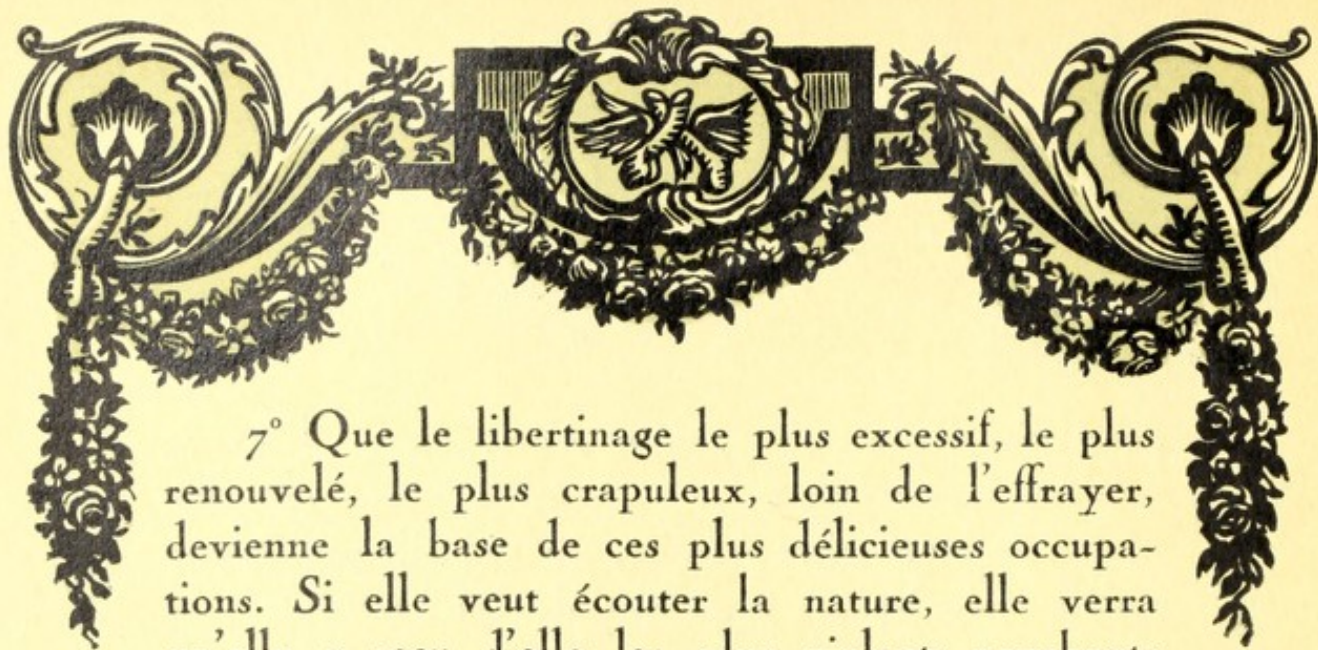 7° Que le libertinage le plus excessif, le plus
renouvelé, le plus crapuleux, loin de l'effrayer,
devienne la base de ces plus délicieuses occupa-
tions. Si elle veut écouter la nature, elle verra